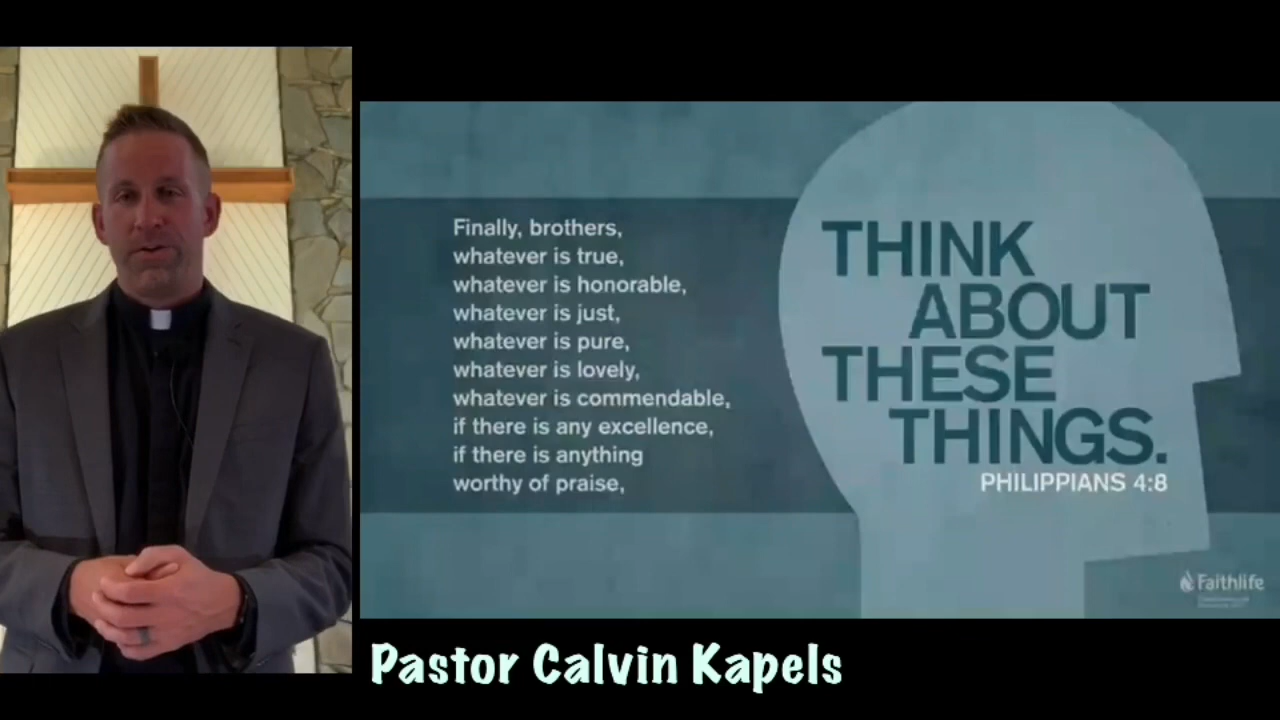 Finally, brothers,
whatever is true,
whatever is honorable,
whatever is just,
whatever is pure,
whatever is lovely,
whatever is commendable,
if there is any excellence,
if there is anything
worthy of praise,
THINK
ABOUT
THESE
THINGS.
PHILIPPIANS 4:8
Faithlife
Pastor Calvin Kapels